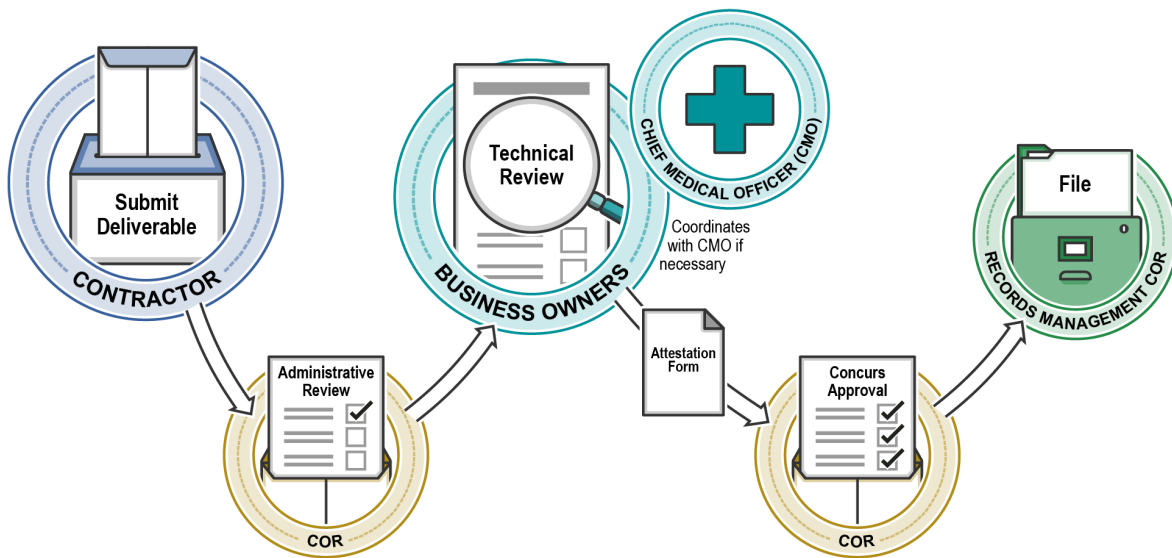 Submit
Deliverable
CONTRACTOR
Administrative
Review
COR
Technical
Review
BUSINESS OWNERS
CHIEF MEDICAL OFFICER (CMO)
Coordinates
with CMO if
necessary
Attestation
Form
Concurs
Approval
COR
File
RECORDS MANAGEMENT COR